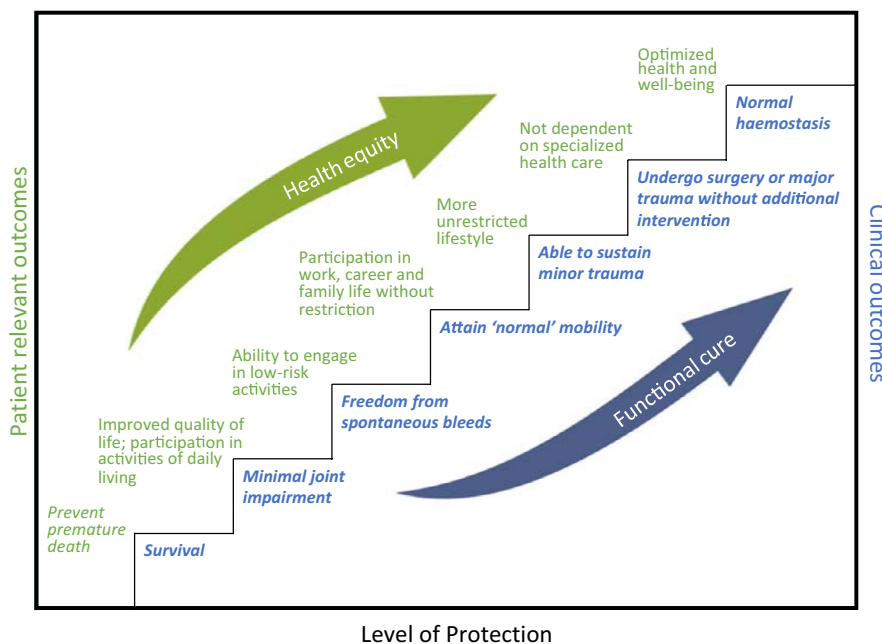 Optimized
health and
well-being
Normal
haemostasis
Not dependent
on specialized
health care
Undergo surgery or major
trauma without additional
intervention
Health equity
More
unrestricted
lifestyle
Able to sustain
minor trauma
Participation in
work, career and
family life without
restriction
Attain ‘normal’ mobility
Ability to engage
in low-risk
activities
Freedom from
spontaneous bleeds
Functional cure
Improved quality of
life; participation in
activities of daily
living
Minimal joint
impairment
Prevent
premature
death
Survival
Patient relevant outcomes
Clinical outcomes
Level of Protection